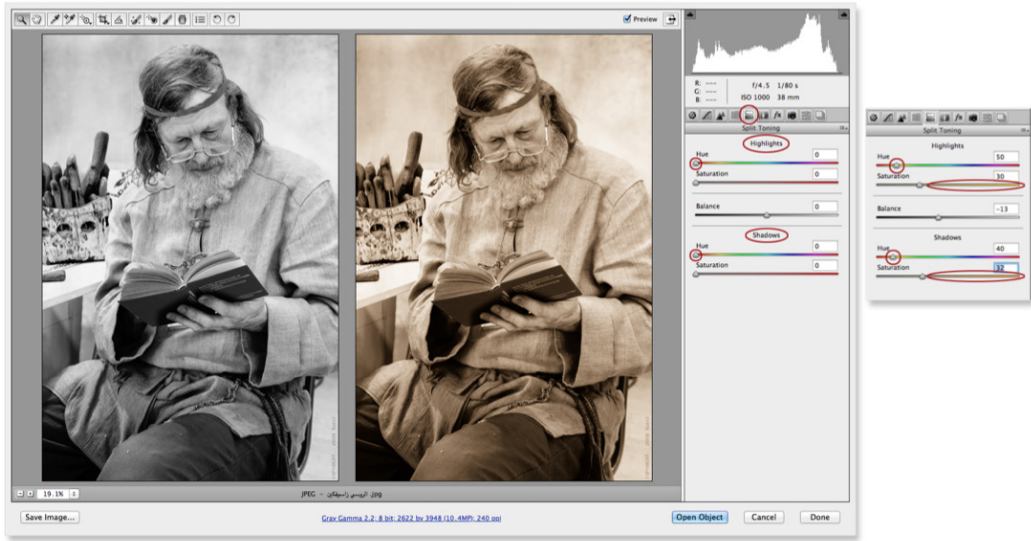 Preview
R: ----
G: ----
B: ----
f/4.5 1/80 s
ISO 1000 38 mm
Split Toning
Highlights
Hue 0
Saturation 0
Balance 0
Shadows
Hue 0
Saturation 0
Split Toning
Highlights
Hue 50
Saturation 30
Balance -13
Shadows
Hue 40
Saturation 32
19.1%
JPEG -
.jpg
Save Image...
Gray Gamma 2.2; 8 bit; 2622 by 3948 (10.4MP); 240 ppi
Open Object
Cancel
Done